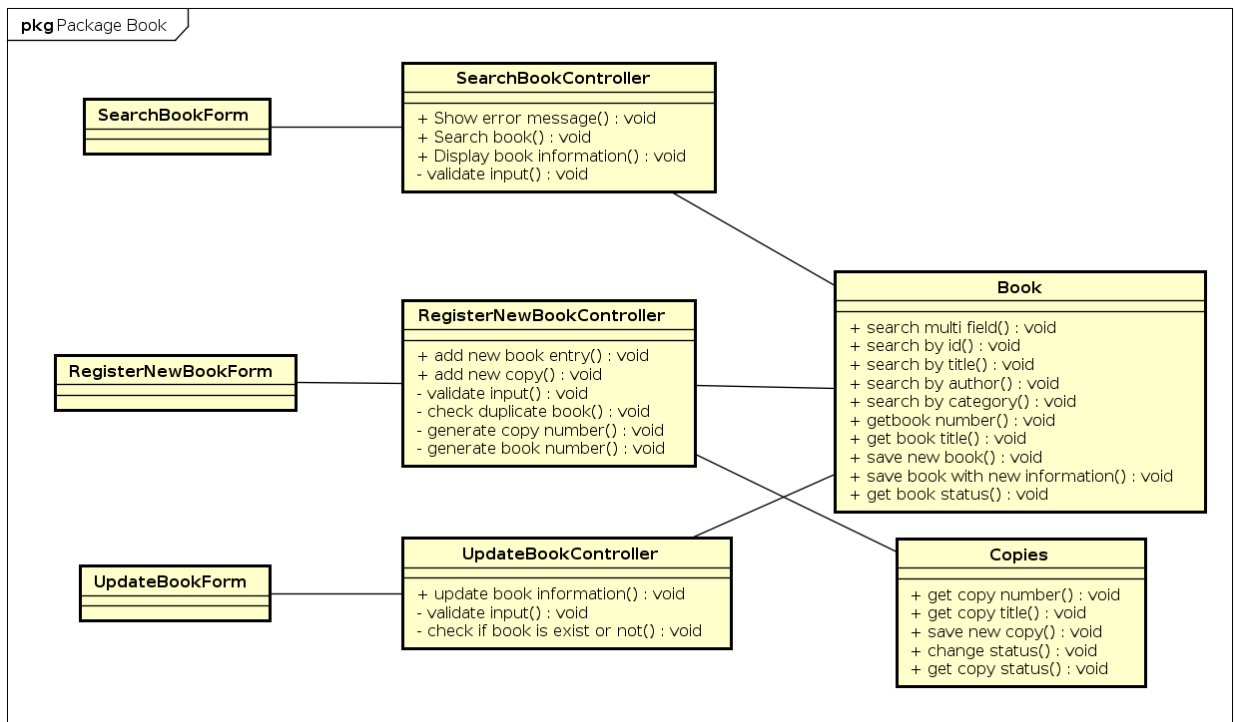 pkg Package Book
SearchBookForm
SearchBookController
+ Show error message() : void
+ Search book() : void
+ Display book information() : void
- validate input() : void
RegisterNewBookForm
RegisterNewBookController
+ add new book entry() : void
+ add new copy() : void
- validate input() : void
- check duplicate book() : void
- generate copy number() : void
- generate book number() : void
Book
+ search multi field() : void
+ search by id() : void
+ search by title() : void
+ search by author() : void
+ search by category() : void
+ getbook number() : void
+ get book title() : void
+ save new book() : void
+ save book with new information() : void
+ get book status() : void
UpdateBookForm
UpdateBookController
+ update book information() : void
- validate input() : void
- check if book is exist or not() : void
Copies
+ get copy number() : void
+ get copy title() : void
+ save new copy() : void
+ change status() : void
+ get copy status() : void